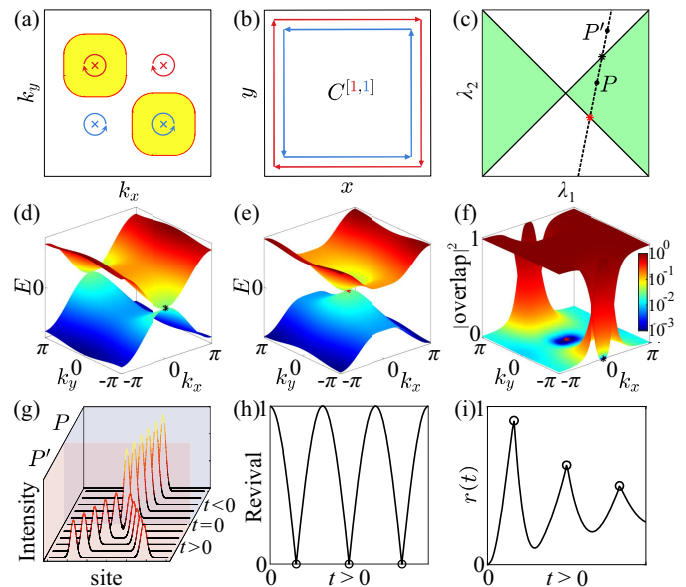 (a)
k_y
k_x
(b)
y
C^[1,1]
x
(c)
λ_2
P'
P
λ_1
(d)
E
0
π
k_y
0
-π
-π
0
k_x
π
(e)
E
0
π
k_y
0
-π
-π
0
k_x
π
(f)
|overlap|^2
1
0
10^0
10^-1
10^-2
10^-3
π
k_y
0
-π
-π
0
k_x
π
(g)
P
P'
Intensity
t<0
t=0
t>0
site
(h)
1
Revival
0
t>0
(i)
1
r(t)
0
t>0